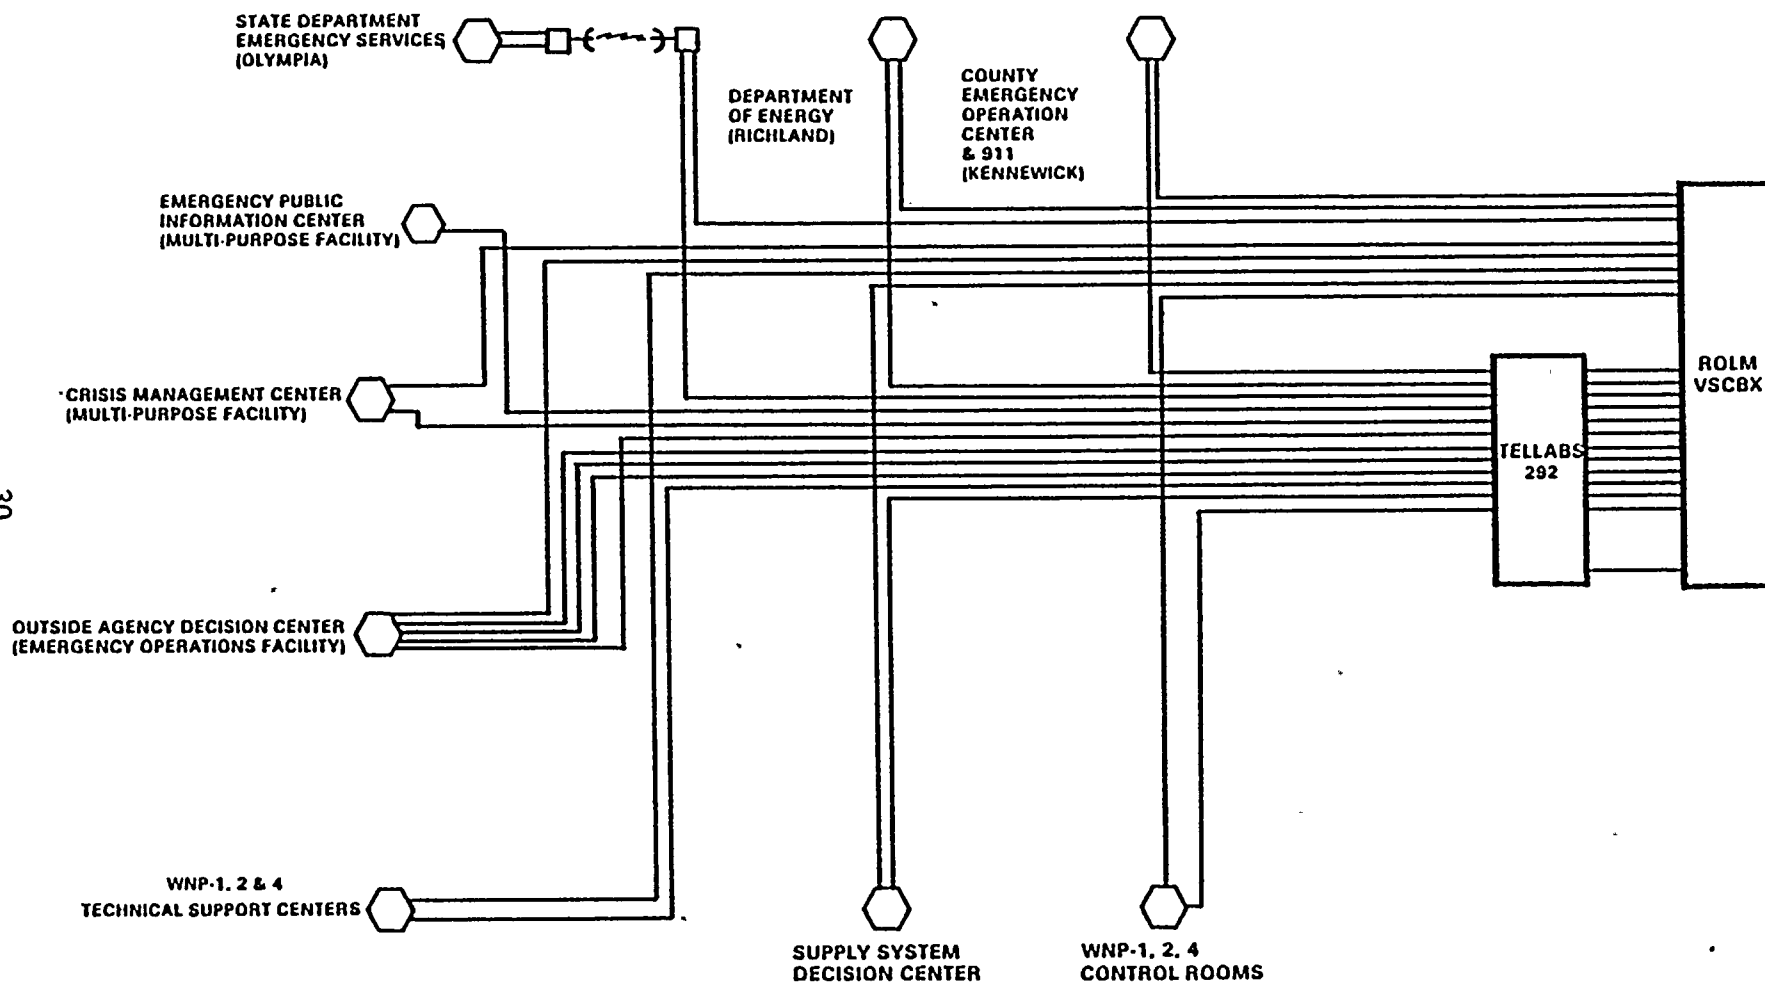 STATE DEPARTMENT
EMERGENCY SERVICES
(OLYMPIA)
DEPARTMENT
OF ENERGY
(RICHLAND)
COUNTY
EMERGENCY
OPERATION
CENTER
& 911
(KENNEWICK)
EMERGENCY PUBLIC
INFORMATION CENTER
(MULTI-PURPOSE FACILITY)
CRISIS MANAGEMENT CENTER
(MULTI-PURPOSE FACILITY)
ROLM
VSCBX
TELLABS
292
30
OUTSIDE AGENCY DECISION CENTER
(EMERGENCY OPERATIONS FACILITY)
WNP-1, 2 & 4
TECHNICAL SUPPORT CENTERS
SUPPLY SYSTEM
DECISION CENTER
WNP-1, 2, 4
CONTROL ROOMS